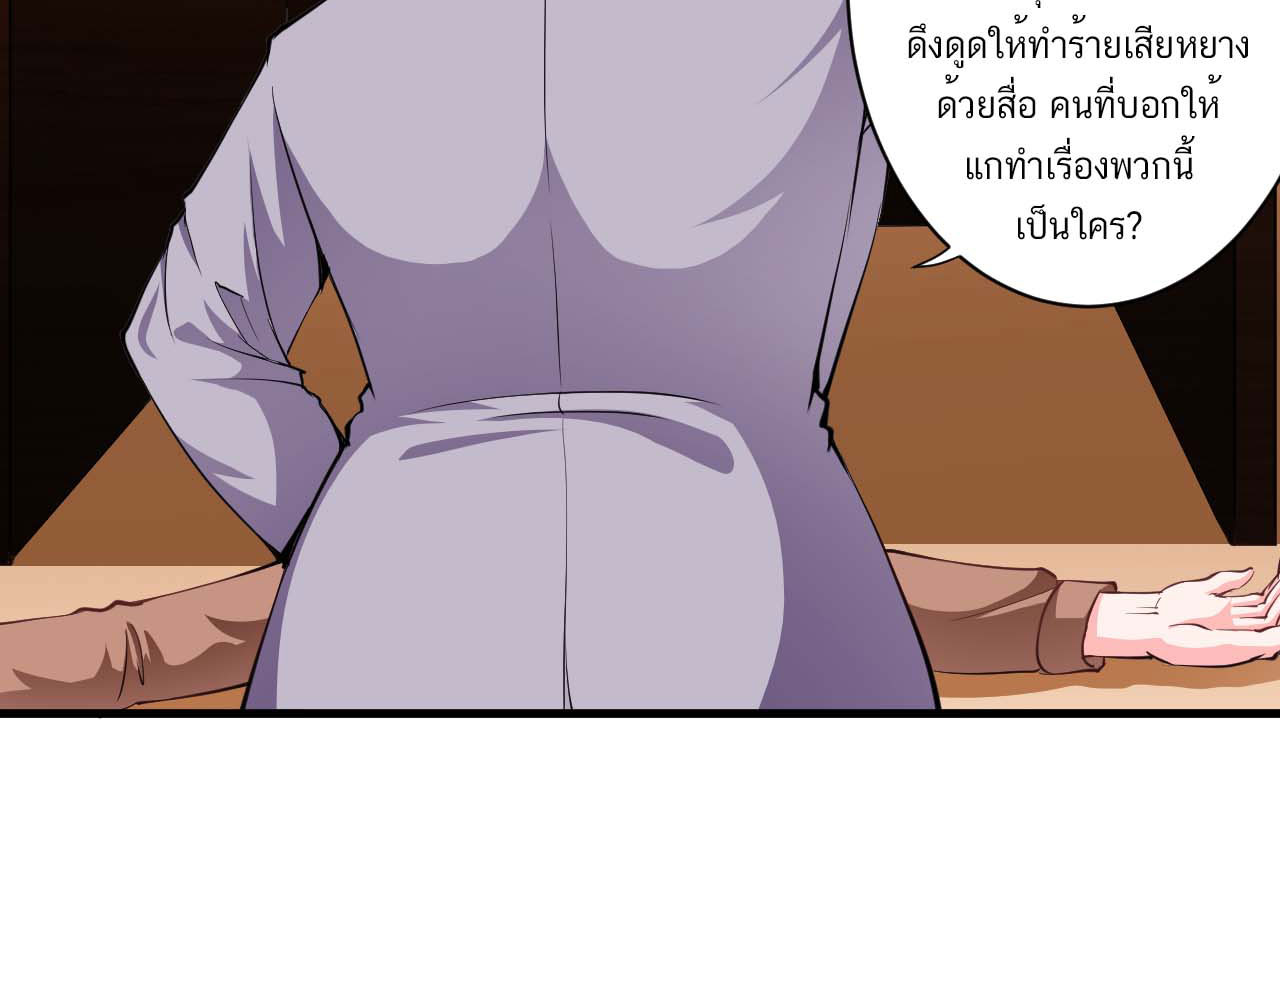 ดึงดูดให้ทำร้ายเสียหยาง
ด้วยสื่อ คนที่บอกให้
แกทำเรื่องพวกนี้
เป็นใคร?